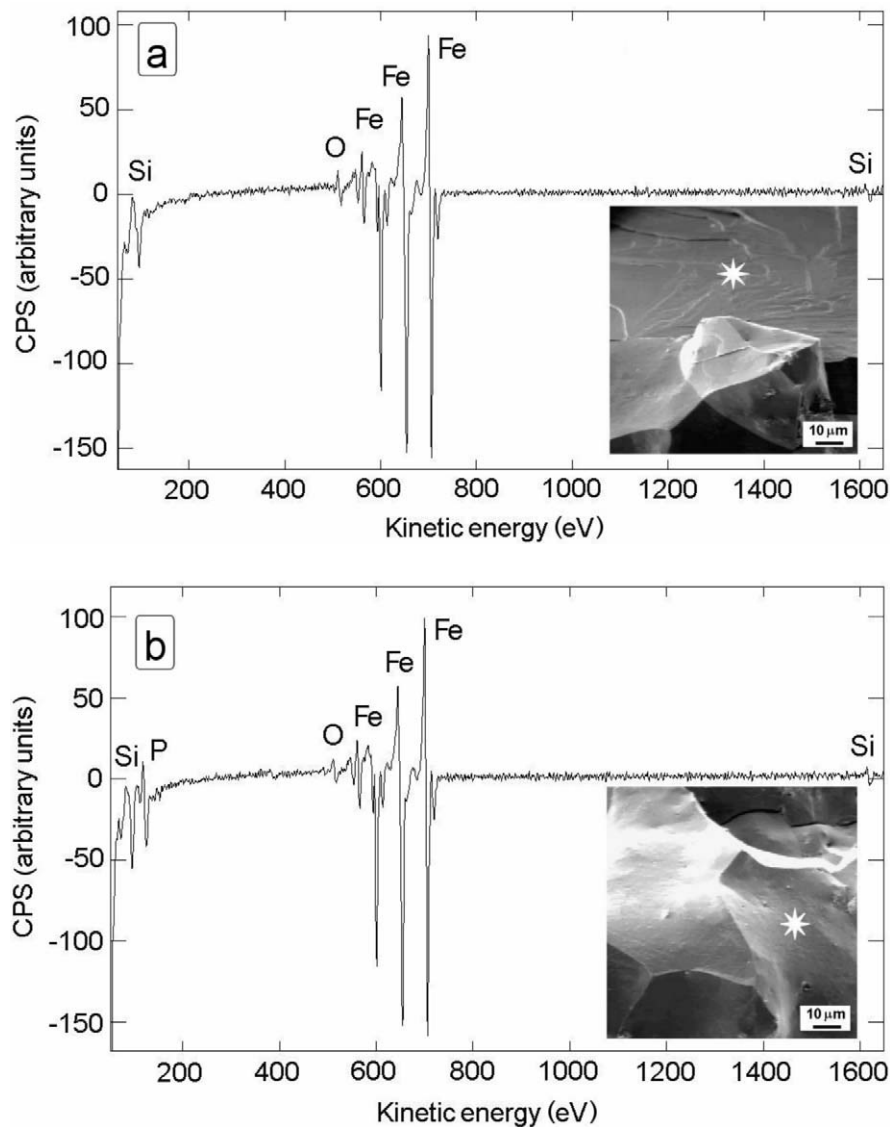 a
100
50
0
-50
-100
-150
CPS (arbitrary units)
Si
O
Fe
Fe
Fe
Si
10 μm
200 400 600 800 1000 1200 1400 1600
Kinetic energy (eV)
b
100
50
0
-50
-100
-150
CPS (arbitrary units)
Si P
O
Fe
Fe
Fe
Si
10 μm
200 400 600 800 1000 1200 1400 1600
Kinetic energy (eV)